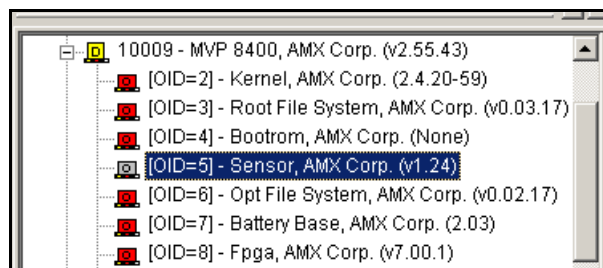 D 10009 - MVP 8400, AMX Corp. (v2.55.43)
[OID=2] - Kernel, AMX Corp. (2.4.20-59)
[OID=3] - Root File System, AMX Corp. (v0.03.17)
[OID=4] - Bootrom, AMX Corp. (None)
[OID=5] - Sensor, AMX Corp. (v1.24)
[OID=6] - Opt File System, AMX Corp. (v0.02.17)
[OID=7] - Battery Base, AMX Corp. (2.03)
[OID=8] - Fpga, AMX Corp. (v7.00.1)